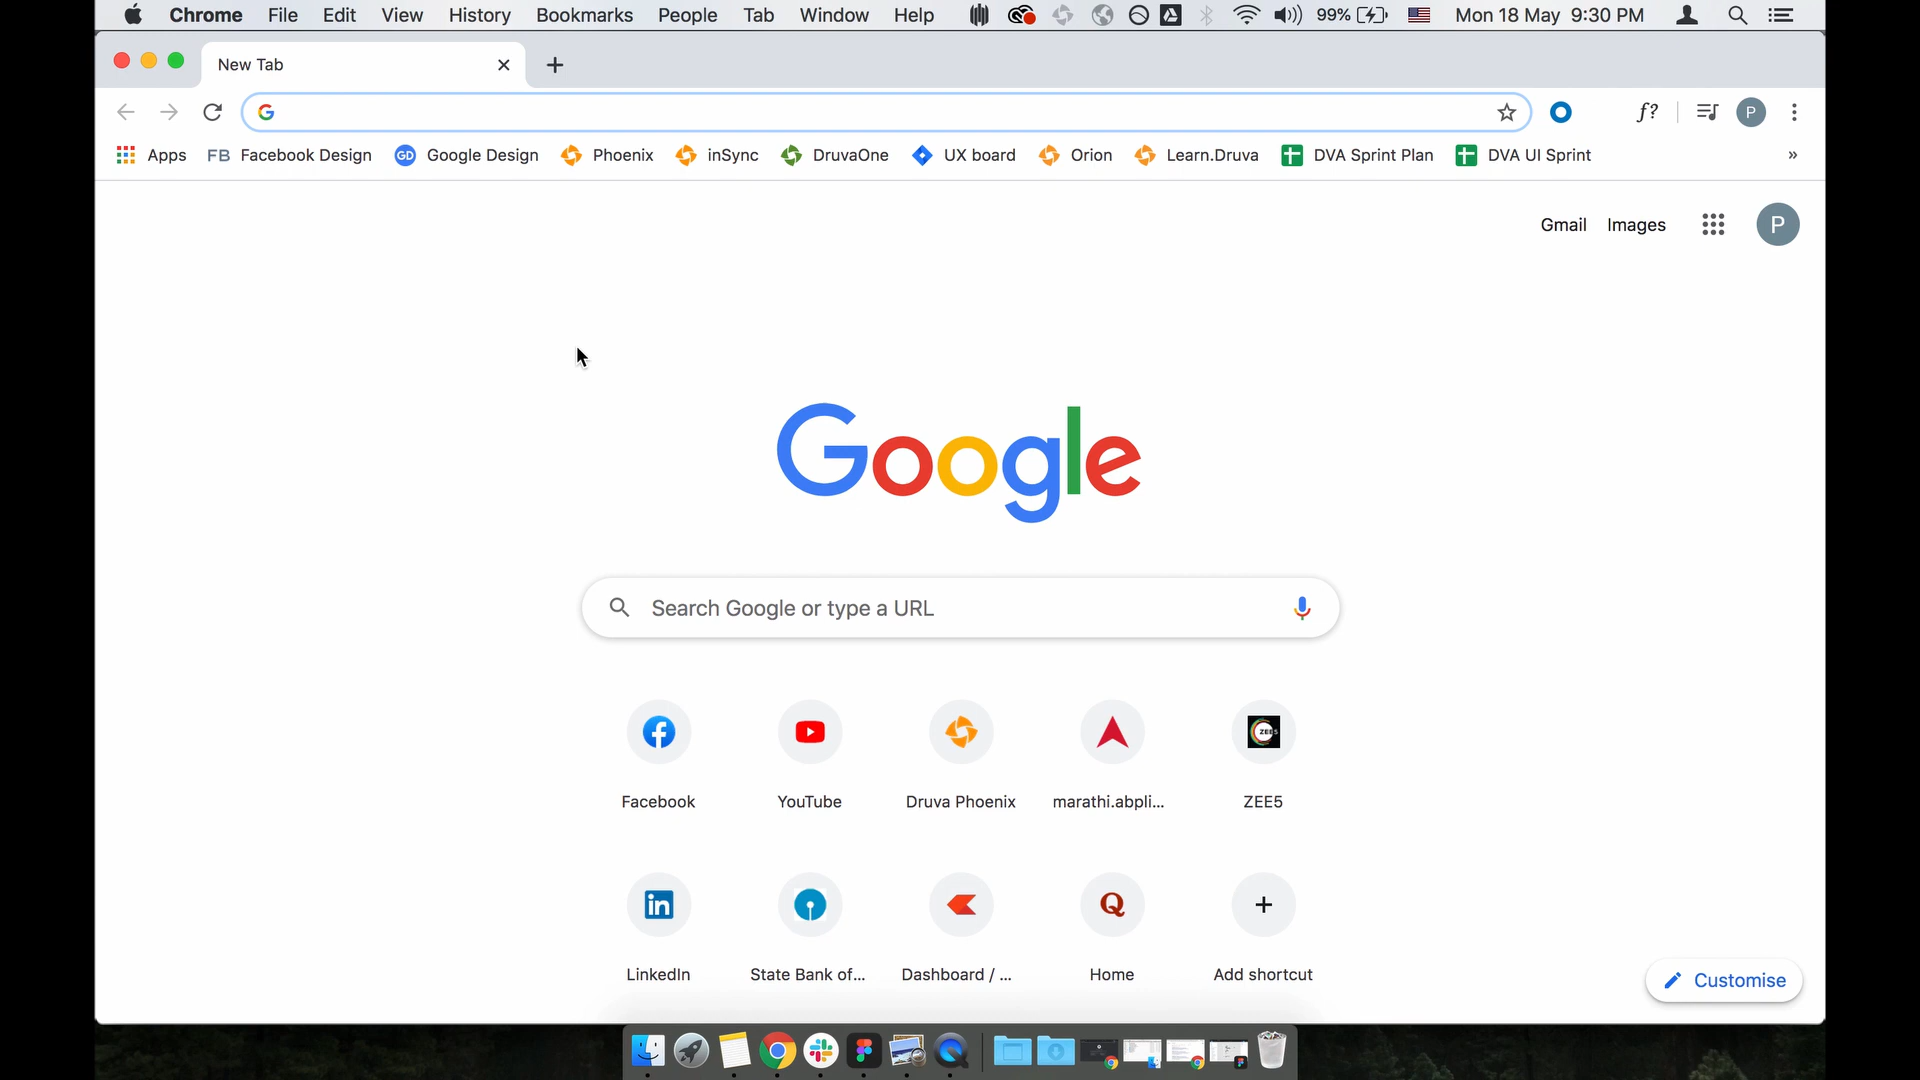 Chrome File Edit View History Bookmarks People Tab Window Help 99% Mon 18 May 9:30 PM
New Tab
f? P
Apps FB Facebook Design GD Google Design Phoenix inSync DruvaOne UX board Orion Learn.Druva DVA Sprint Plan DVA UI Sprint »
Gmail Images P
Google
Search Google or type a URL
ZEE5
Facebook YouTube Druva Phoenix marathi.abpli... ZEE5
in Q
LinkedIn State Bank of... Dashboard / ... Home Add shortcut
Customise